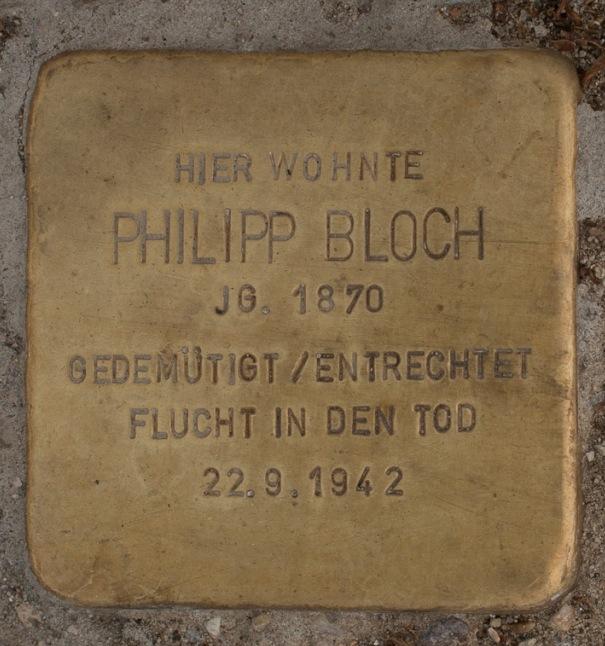 HIER WOHNTE
PHILIPP BLOCH
JG. 1870
GEDEMÜTIGT/ENTRECHTET
FLUCHT IN DEN TOD
22.9.1942